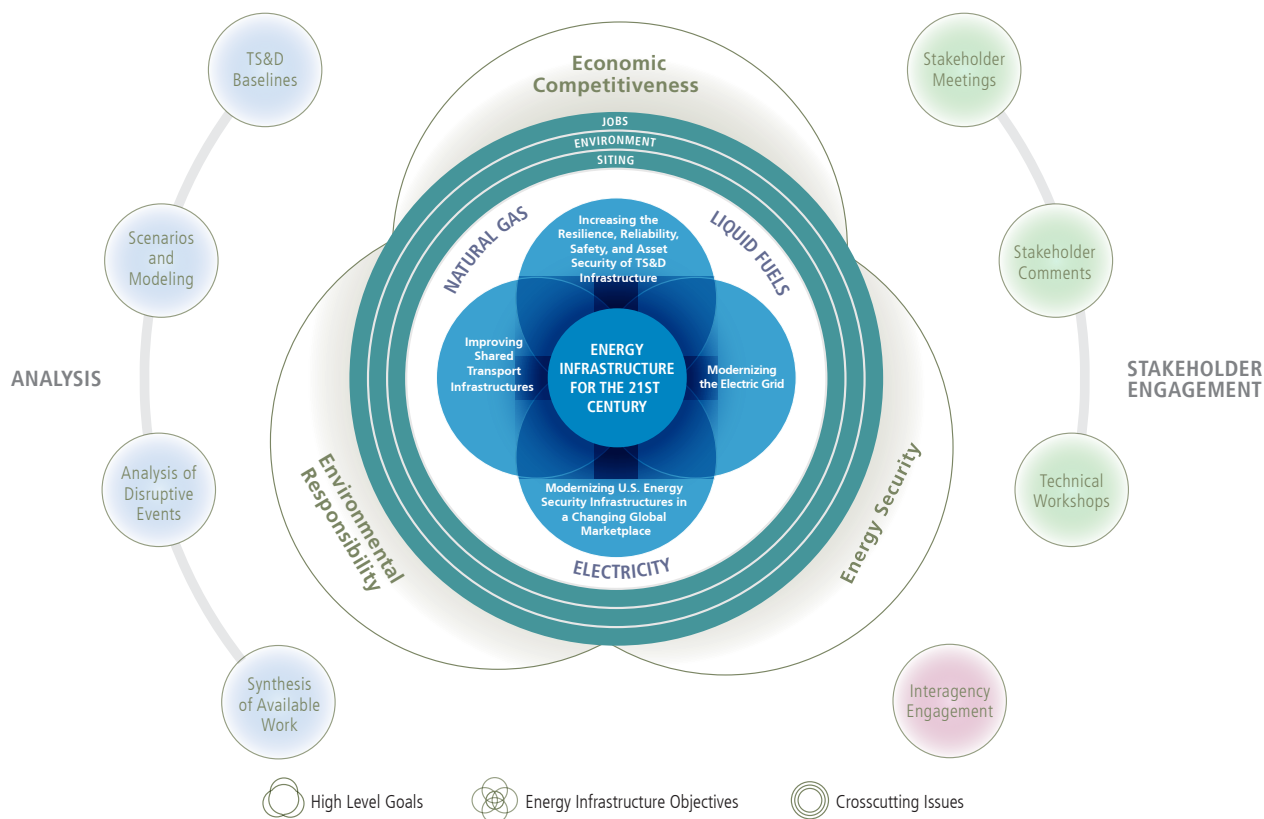 TS&D
Baselines
Scenarios
and
Modeling
ANALYSIS
Analysis of
Disruptive
Events
Synthesis
of Available
Work
Economic
Competitiveness
JOBS
ENVIRONMENT
SITING
NATURAL GAS
LIQUID FUELS
Increasing the
Resilience, Reliability,
Safety, and Asset
Security of TS&D
Infrastructure
Improving
Shared
Transport
Infrastructures
ENERGY
INFRASTRUCTURE
FOR THE 21ST
CENTURY
Modernizing
the Electric Grid
Modernizing U.S. Energy
Security Infrastructures in
a Changing Global
Marketplace
ELECTRICITY
Environmental
Responsibility
Energy Security
Stakeholder
Meetings
Stakeholder
Comments
STAKEHOLDER
ENGAGEMENT
Technical
Workshops
Interagency
Engagement
High Level Goals
Energy Infrastructure Objectives
Crosscutting Issues